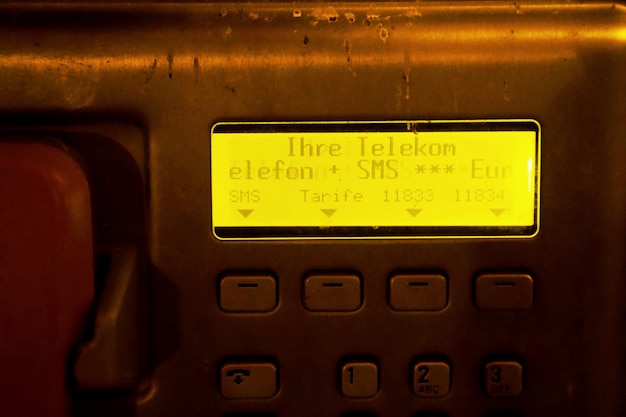 Ihre Telekom
elefon + SMS *** Eur
SMS Tarife 11833 11834
1 2 3
ABC DEF